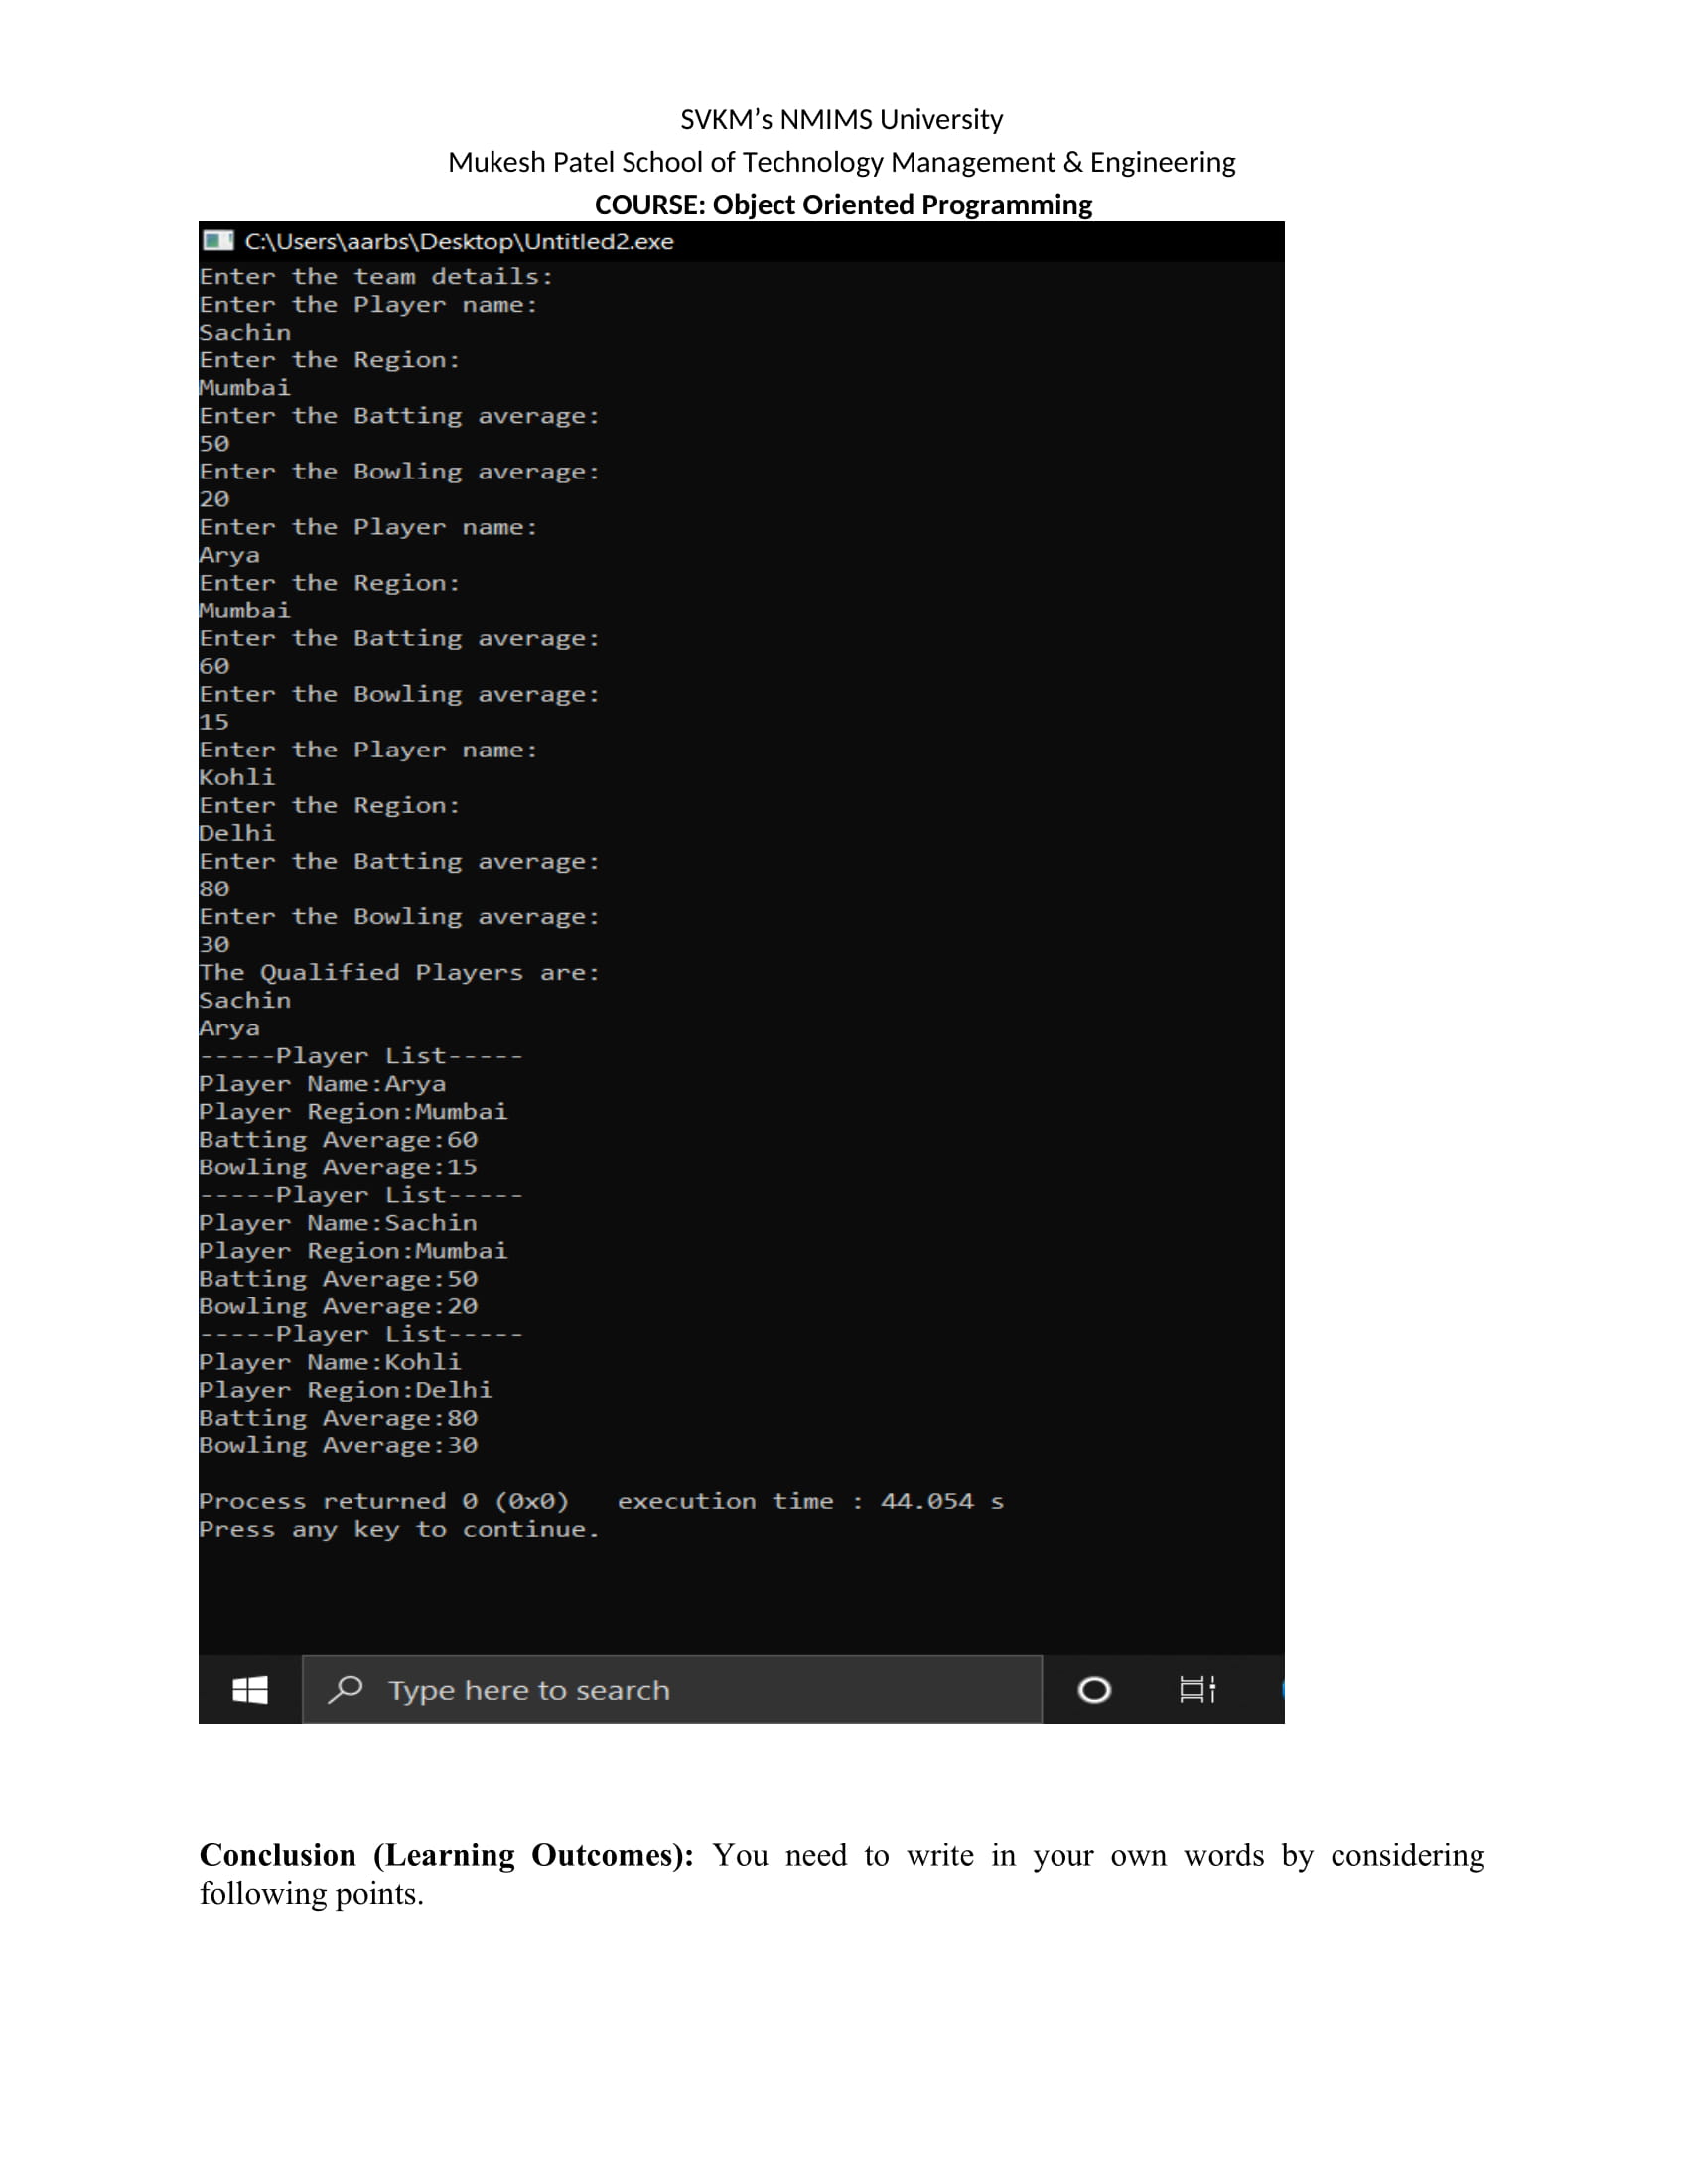 SVKM’s NMIMS University
Mukesh Patel School of Technology Management & Engineering
COURSE: Object Oriented Programming
C:\Users\aarbs\Desktop\Untitled2.exe
Enter the team details:
Enter the Player name:
Sachin
Enter the Region:
Mumbai
Enter the Batting average:
50
Enter the Bowling average:
20
Enter the Player name:
Arya
Enter the Region:
Mumbai
Enter the Batting average:
60
Enter the Bowling average:
15
Enter the Player name:
Kohli
Enter the Region:
Delhi
Enter the Batting average:
80
Enter the Bowling average:
30
The Qualified Players are:
Sachin
Arya
-----Player List-----
Player Name:Arya
Player Region:Mumbai
Batting Average:60
Bowling Average:15
-----Player List-----
Player Name:Sachin
Player Region:Mumbai
Batting Average:50
Bowling Average:20
-----Player List-----
Player Name:Kohli
Player Region:Delhi
Batting Average:80
Bowling Average:30
Process returned 0 (0x0)   execution time : 44.054 s
Press any key to continue.
Type here to search
Conclusion (Learning Outcomes): You need to write in your own words by considering
following points.